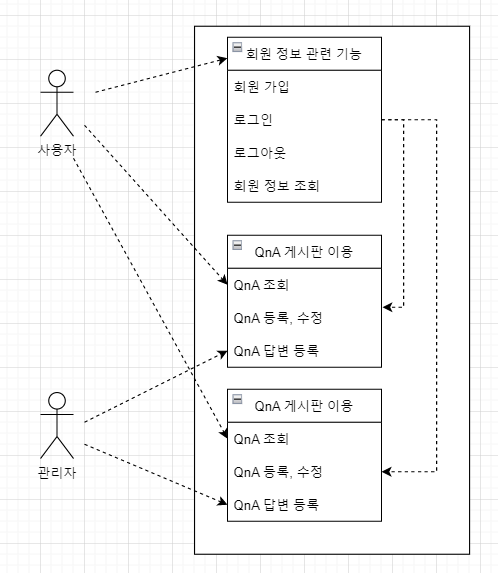 회원 정보 관련 기능
회원 가입
로그인
로그아웃
회원 정보 조회
사용자
QnA 게시판 이용
QnA 조회
QnA 등록, 수정
QnA 답변 등록
관리자
QnA 게시판 이용
QnA 조회
QnA 등록, 수정
QnA 답변 등록